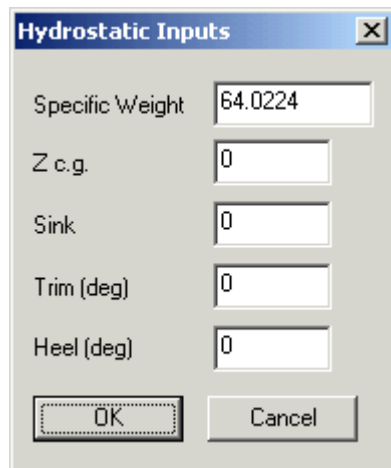 Hydrostatic Inputs
Specific Weight 64.0224
Z c.g. 0
Sink 0
Trim (deg) 0
Heel (deg) 0
OK Cancel